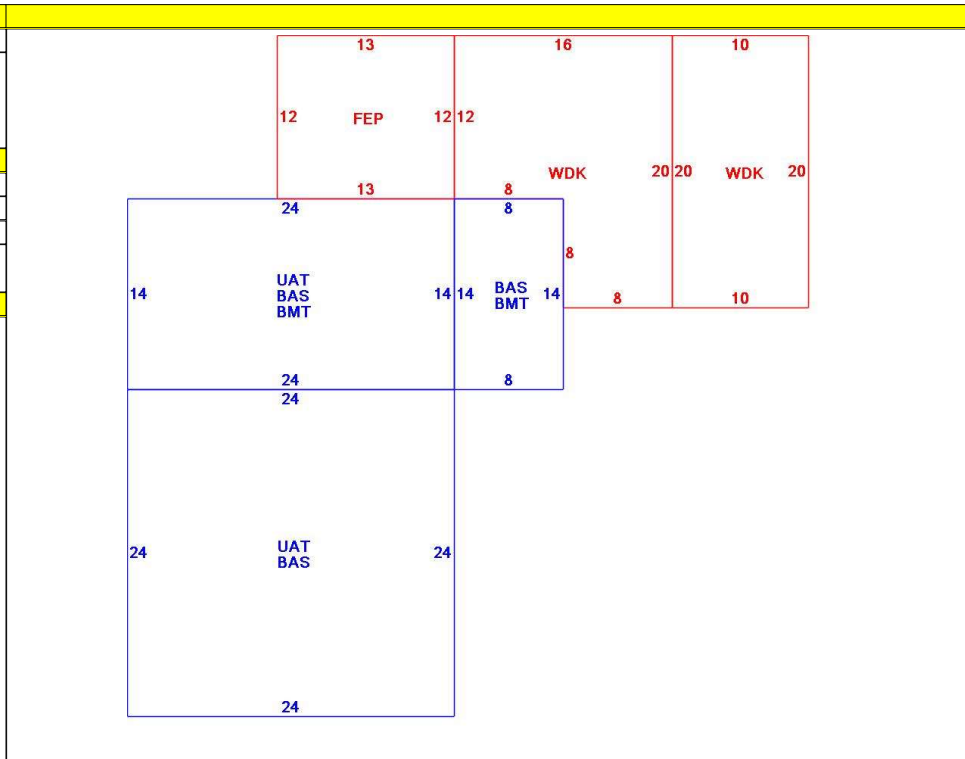 13 16 10
12 FEP 12 12
WDK 20 20 WDK 20
13 8
24 8
8
14 UAT 14 14 BAS 14
BAS BMT
BMT
8 10
24 8
24
24 UAT 24
BAS
24